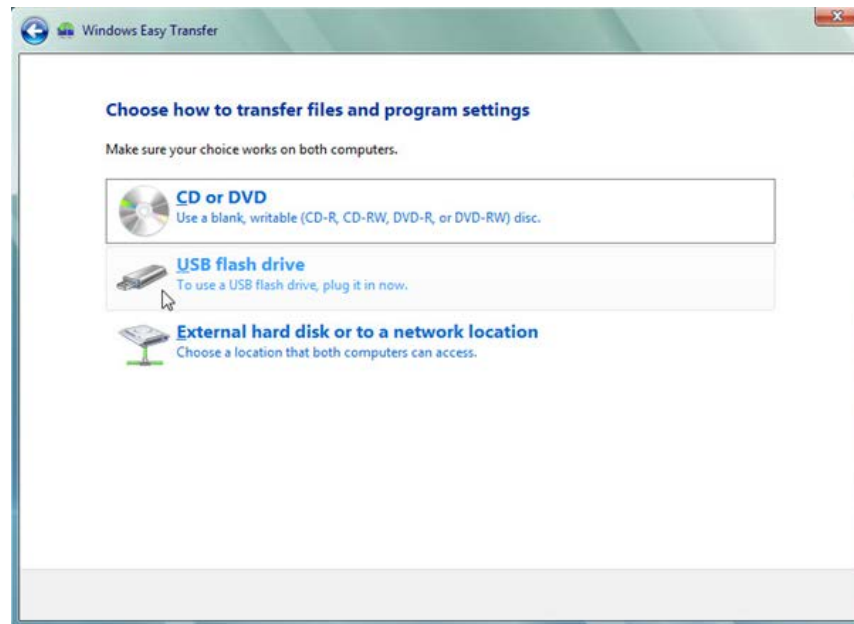 Windows Easy Transfer
Choose how to transfer files and program settings
Make sure your choice works on both computers.
CD or DVD
Use a blank, writable (CD-R, CD-RW, DVD-R, or DVD-RW) disc.
USB flash drive
To use a USB flash drive, plug it in now.
External hard disk or to a network location
Choose a location that both computers can access.